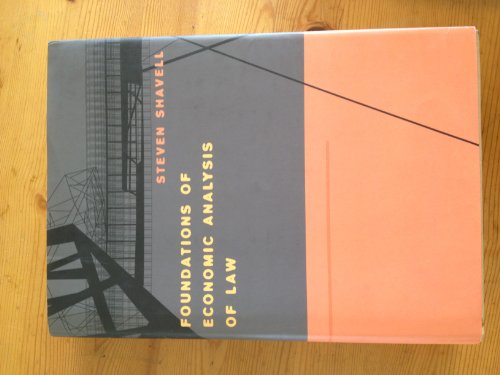 STEVEN SHAVELL
FOUNDATIONS OF
ECONOMIC ANALYSIS
OF LAW